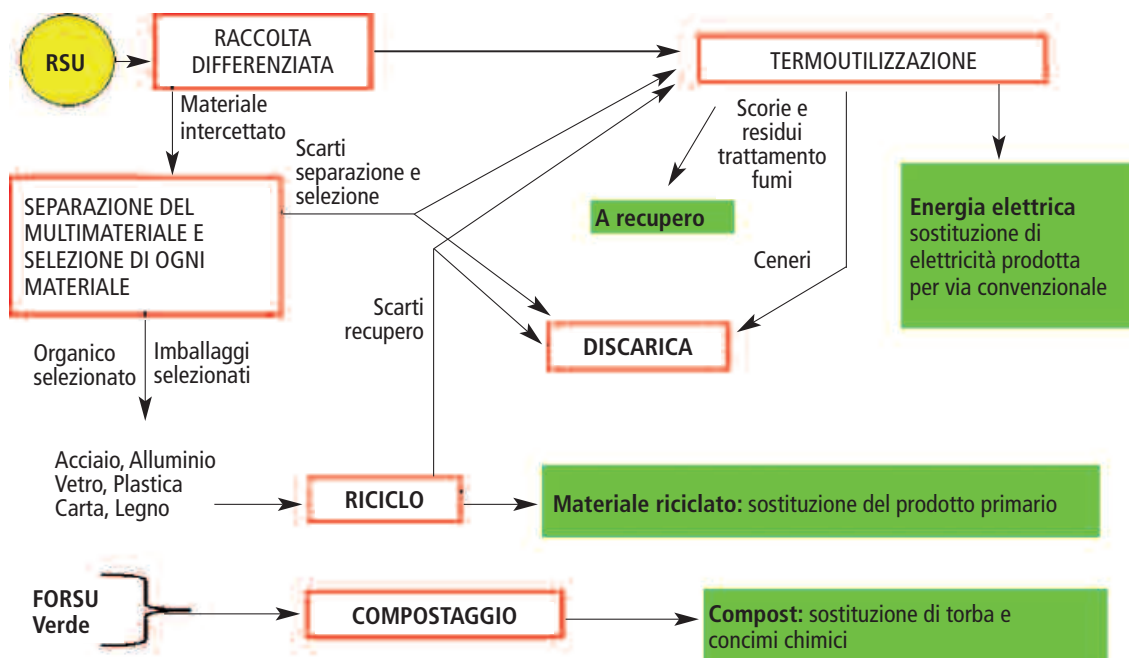 RSU
RACCOLTA
DIFFERENZIATA
TERMOUTILIZZAZIONE
Materiale
intercettato
Scarti
separazione e
selezione
Scorie e
residui
trattamento
fumi
SEPARAZIONE DEL
MULTIMATERIALE E
SELEZIONE DI OGNI
MATERIALE
A recupero
Energia elettrica
sostituzione di
elettricità prodotta
per via convenzionale
Ceneri
Scarti
recupero
DISCARICA
Organico
selezionato
Imballaggi
selezionati
Acciaio, Alluminio
Vetro, Plastica
Carta, Legno
RICICLO
Materiale riciclato: sostituzione del prodotto primario
FORSU
Verde
COMPOSTAGGIO
Compost: sostituzione di torba e
concimi chimici